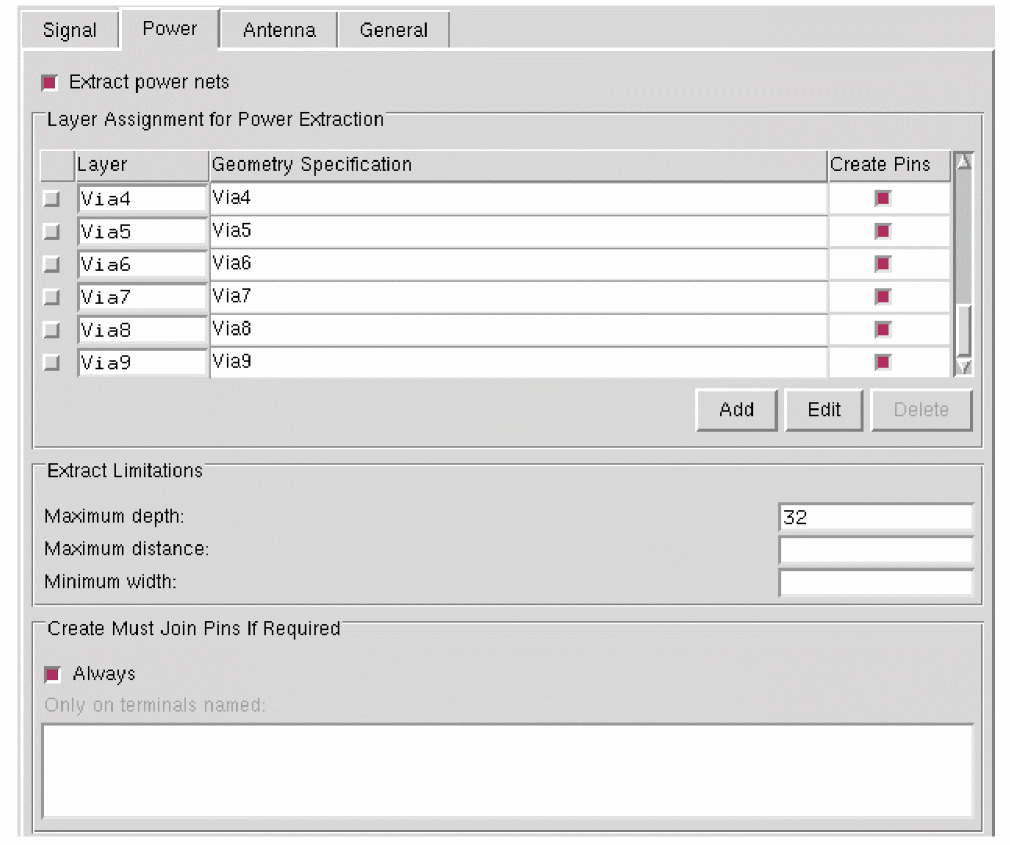 Signal Power Antenna General
Extract power nets
Layer Assignment for Power Extraction
Layer Geometry Specification Create Pins
Via4 Via4
Via5 Via5
Via6 Via6
Via7 Via7
Via8 Via8
Via9 Via9
Add Edit Delete
Extract Limitations
Maximum depth: 32
Maximum distance:
Minimum width:
Create Must Join Pins If Required
Always
Only on terminals named: